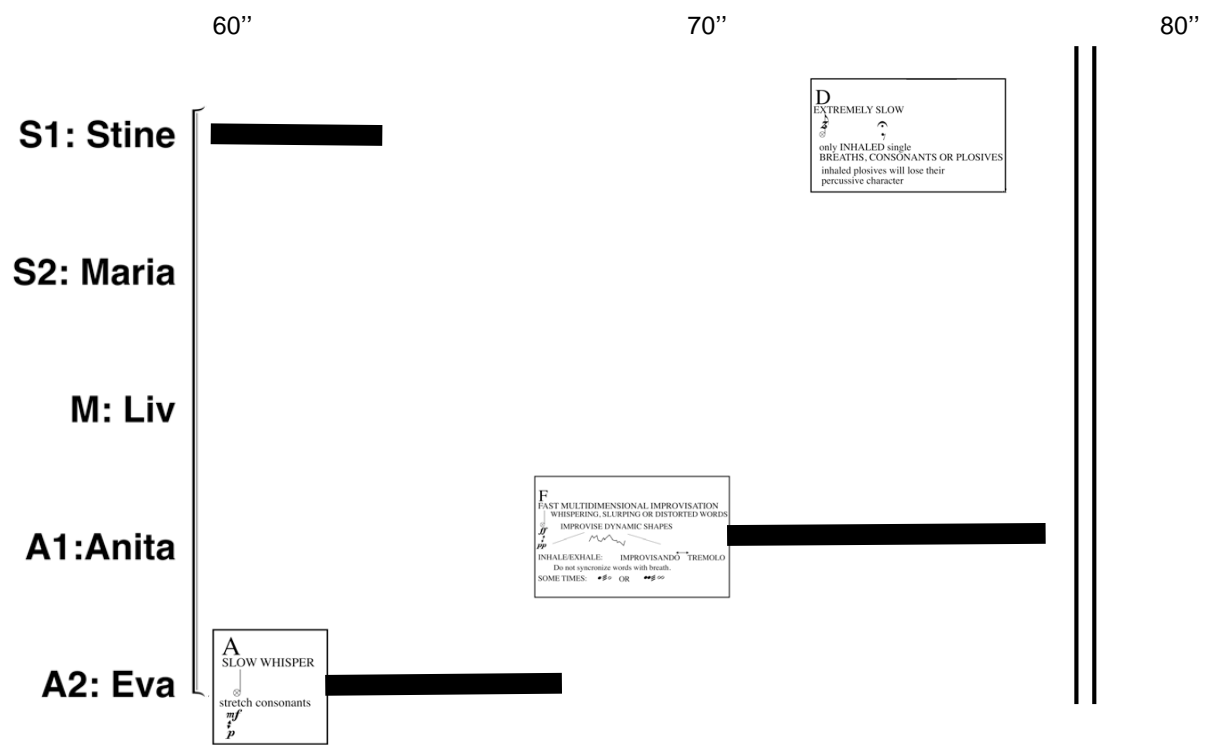 60’’ 70’’ 80’’
S1: Stine
D
EXTREMELY SLOW
only INHALED single
BREATHS, CONSONANTS OR PLOSIVES
inhaled plosives will lose their
percussive character
S2: Maria
M: Liv
A1:Anita
F
FAST MULTIDIMENSIONAL IMPROVISATION
WHISPERING, SLURPING OR DISTORTED WORDS
ff
IMPROVISE DYNAMIC SHAPES
pp
INHALE/EXHALE: IMPROVISANDO TREMOLO
Do not syncronize words with breath.
SOME TIMES: OR
A2: Eva
A
SLOW WHISPER
stretch consonants
mf
p